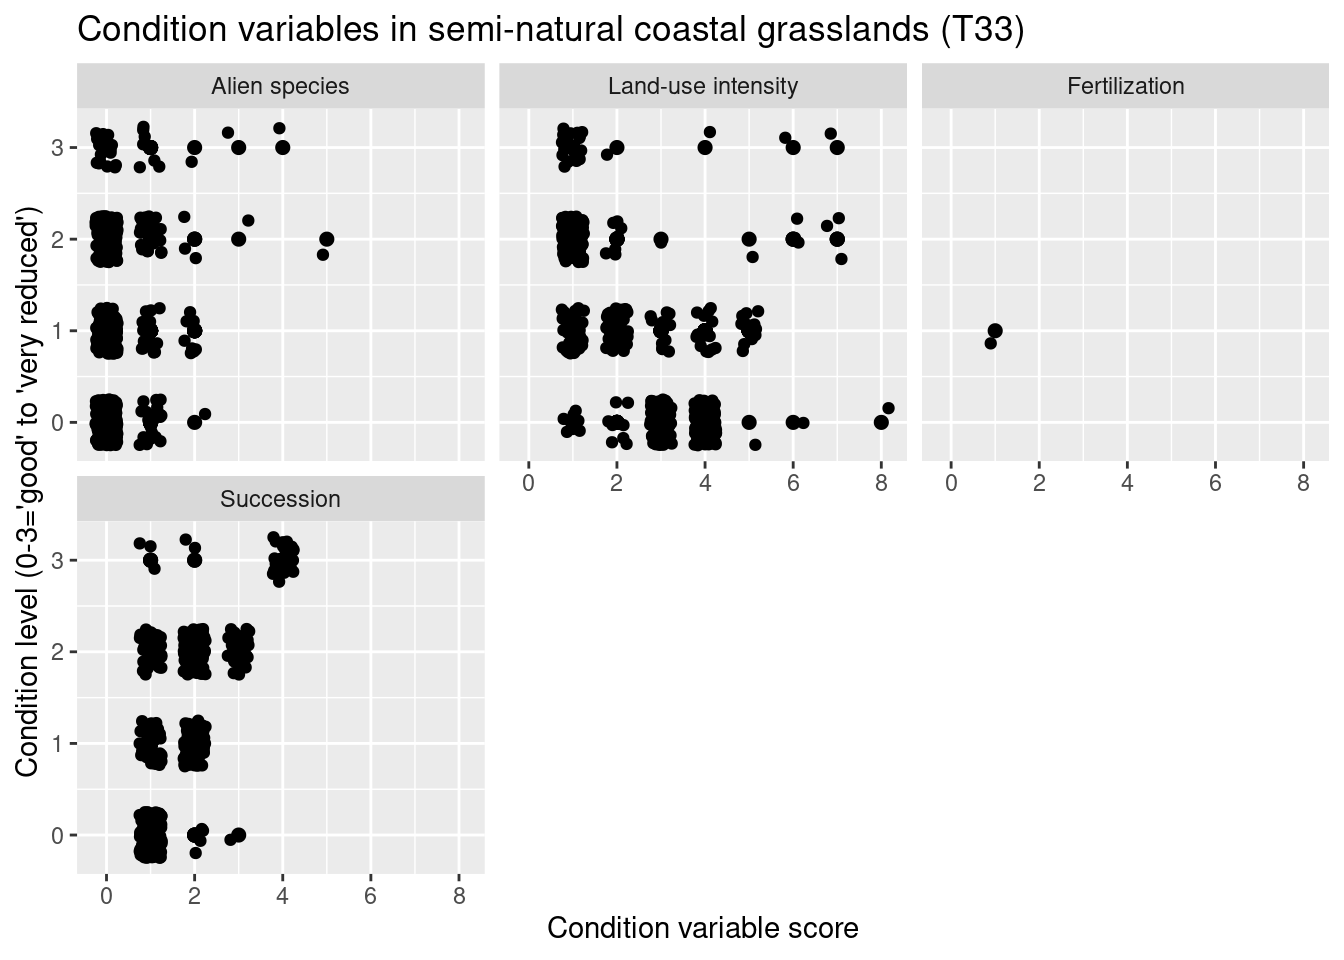 Condition variables in semi-natural coastal grasslands (T33)
Alien species
Land-use intensity
Fertilization
3
2
1
0
0 2 4 6 8
0 2 4 6 8
Succession
3
2
1
0
0 2 4 6 8
Condition level (0-3='good' to 'very reduced')
Condition variable score